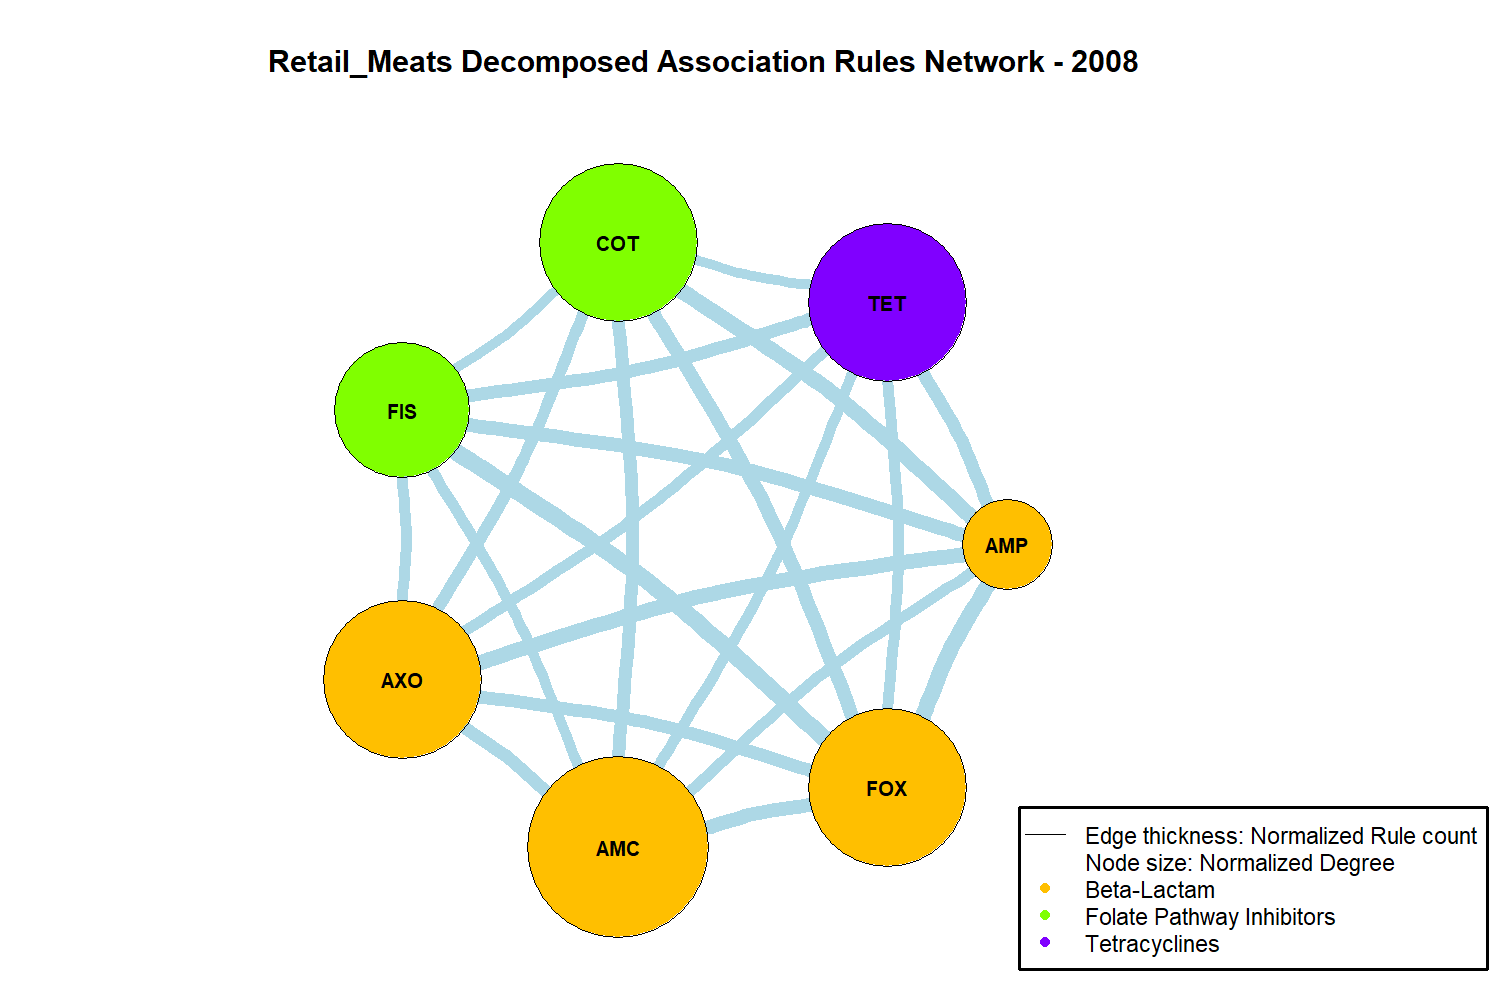 Retail_Meats Decomposed Association Rules Network - 2008
COT
TET
FIS
AMP
AXO
FOX
AMC
Edge thickness: Normalized Rule count
Node size: Normalized Degree
Beta-Lactam
Folate Pathway Inhibitors
Tetracyclines